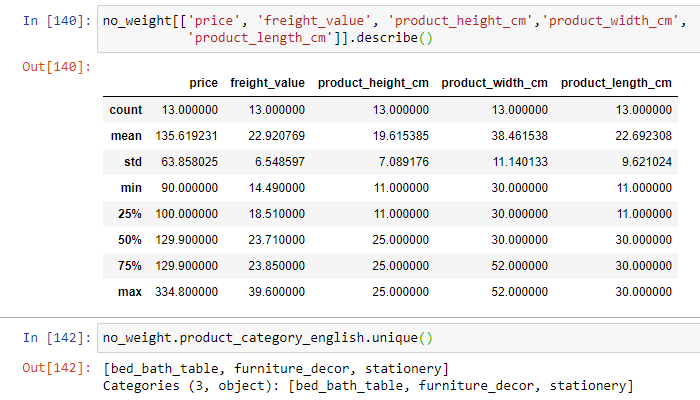 In [140]: no_weight[['price', 'freight_value', 'product_height_cm','product_width_cm',
'product_length_cm']].describe()
Out[140]:
price freight_value product_height_cm product_width_cm product_length_cm
count 13.000000 13.000000 13.000000 13.000000 13.000000
mean 135.619231 22.920769 19.615385 38.461538 22.692308
std 63.858025 6.548597 7.089176 11.140133 9.621024
min 90.000000 14.490000 11.000000 30.000000 11.000000
25% 100.000000 18.510000 11.000000 30.000000 11.000000
50% 129.900000 23.710000 25.000000 30.000000 30.000000
75% 129.900000 23.850000 25.000000 52.000000 30.000000
max 334.800000 39.600000 25.000000 52.000000 30.000000
In [142]: no_weight.product_category_english.unique()
Out[142]: [bed_bath_table, furniture_decor, stationery]
Categories (3, object): [bed_bath_table, furniture_decor, stationery]